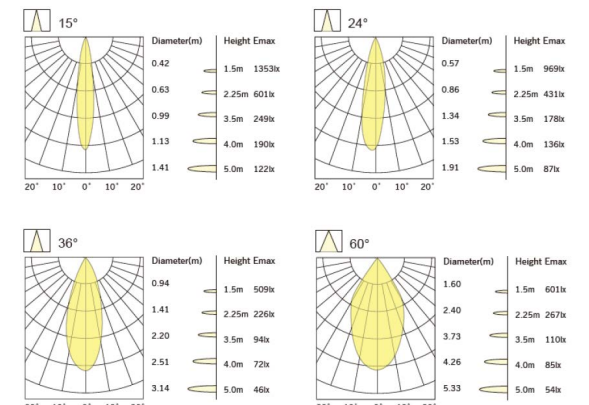 15°
Diameter(m) Height Emax
0.42 1.5m 1353lx
0.63 2.25m 601lx
0.99 3.5m 249lx
1.13 4.0m 190lx
1.41 5.0m 122lx
20° 10° 0° 10° 20°
24°
Diameter(m) Height Emax
0.57 1.5m 969lx
0.86 2.25m 431lx
1.34 3.5m 178lx
1.53 4.0m 136lx
1.91 5.0m 87lx
20° 10° 0° 10° 20°
36°
Diameter(m) Height Emax
0.94 1.5m 509lx
1.41 2.25m 226lx
2.20 3.5m 94lx
2.51 4.0m 72lx
3.14 5.0m 46lx
60°
Diameter(m) Height Emax
1.60 1.5m 601lx
2.40 2.25m 267lx
3.73 3.5m 110lx
4.26 4.0m 85lx
5.33 5.0m 54lx